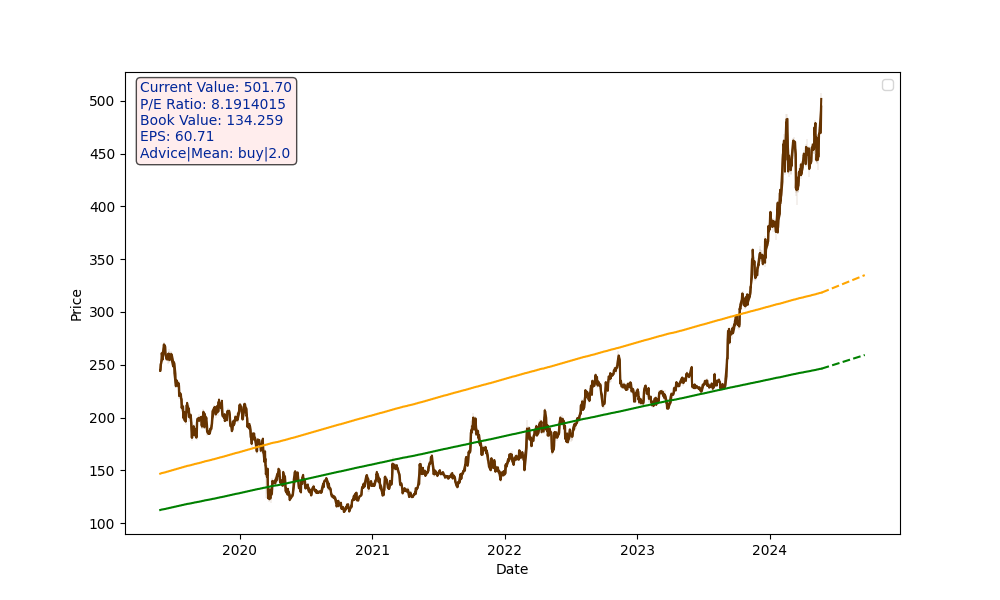 Current Value: 501.70
P/E Ratio: 8.1914015
Book Value: 134.259
EPS: 60.71
Advice|Mean: buy|2.0
500
450
400
350
300
250
200
150
100
Price
2020 2021 2022 2023 2024
Date